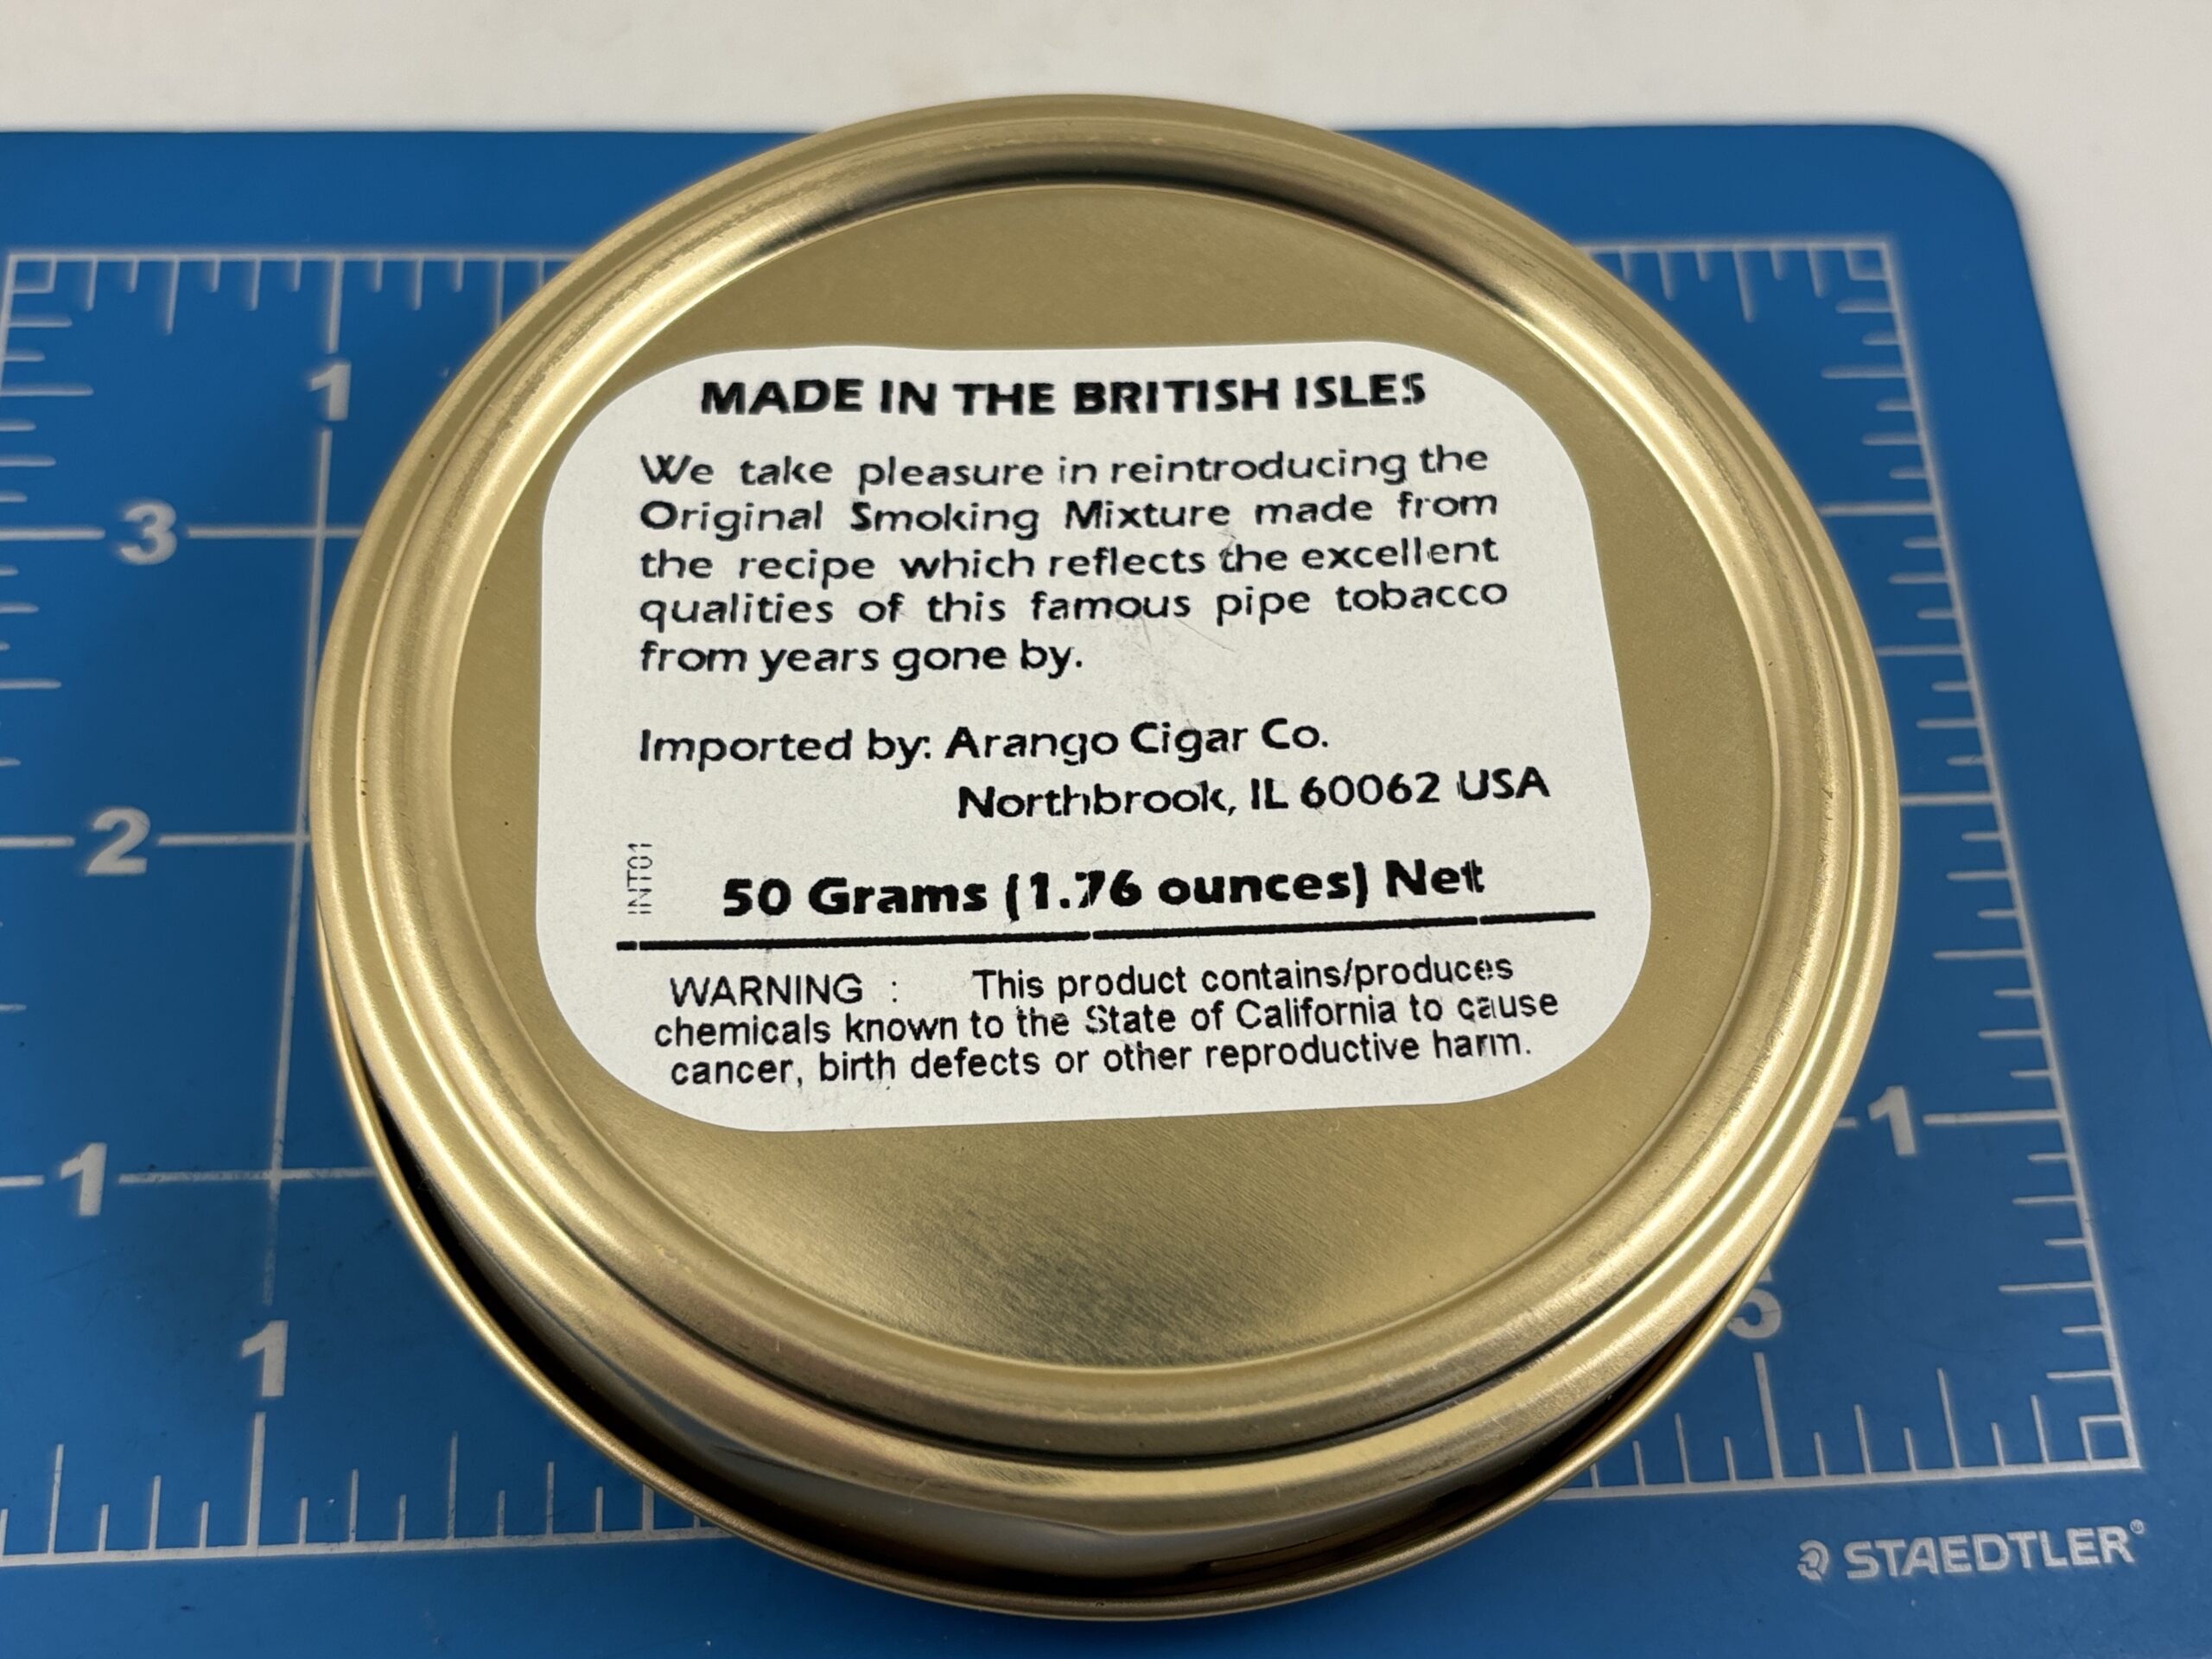 MADE IN THE BRITISH ISLES
We take pleasure in reintroducing the
Original Smoking Mixture made from
the recipe which reflects the excellent
qualities of this famous pipe tobacco
from years gone by.
Imported by: Arango Cigar Co.
Northbrook, IL 60062 USA
INT01
50 Grams (1.76 ounces) Net
WARNING : This product contains/produces
chemicals known to the State of California to cause
cancer, birth defects or other reproductive harm.
1
3
2
1
1
1
5
STAEDTLER®